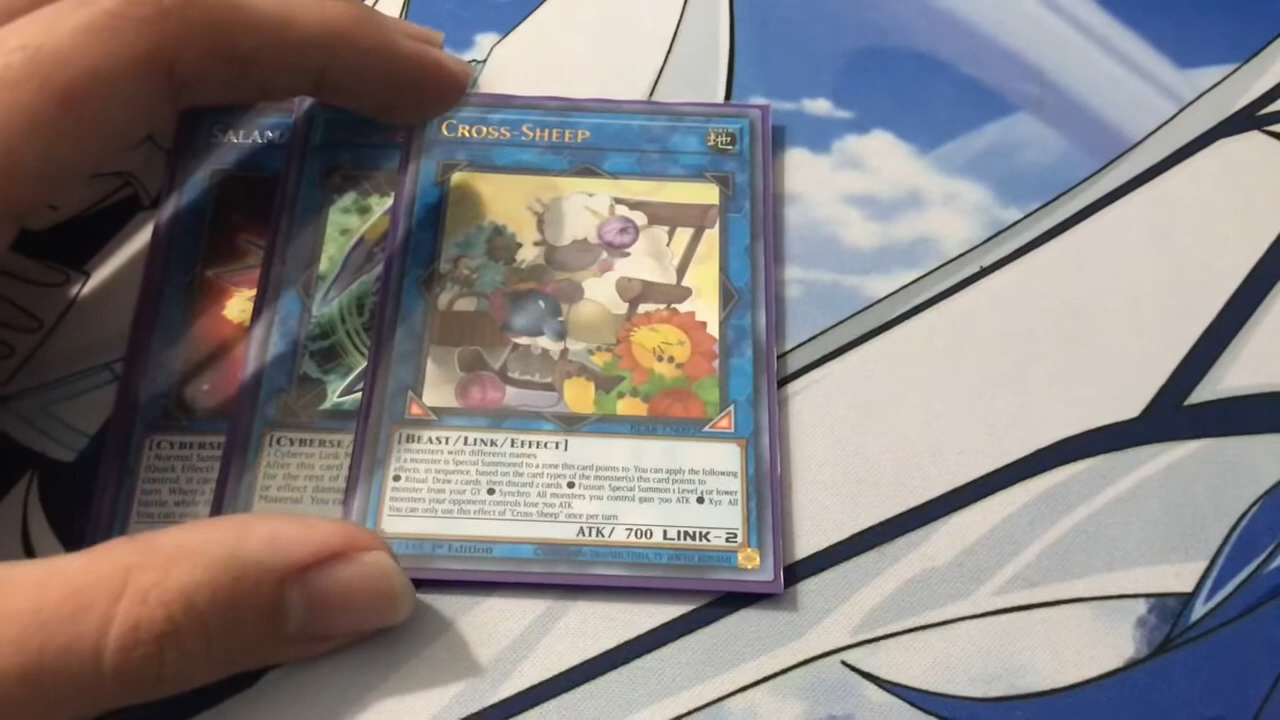 SALAMA
CROSS-SHEEP
EARTH
地
[CYBERSE
1 Normal Sum
(Quick Effect)
control; it can
turn. When a
battle, while
You can
[CYBERSE/
1 Cyberse Link M
After this card
for the rest of
or effect dama
Material. You ca
[BEAST/LINK/EFFECT]
2 monsters with different names
If a monster is Special Summoned to a zone this card points to: You can apply the following
effects, in sequence, based on the card types of the monster(s) this card points to.
● Ritual: Draw 2 cards, then discard 2 cards. ● Fusion: Special Summon 1 Level 4 or lower
monster from your GY. ● Synchro: All monsters you control gain 700 ATK. ● Xyz: All
monsters your opponent controls lose 700 ATK.
You can only use this effect of "Cross-Sheep" once per turn.
ATK/ 700 LINK-2
1st Edition